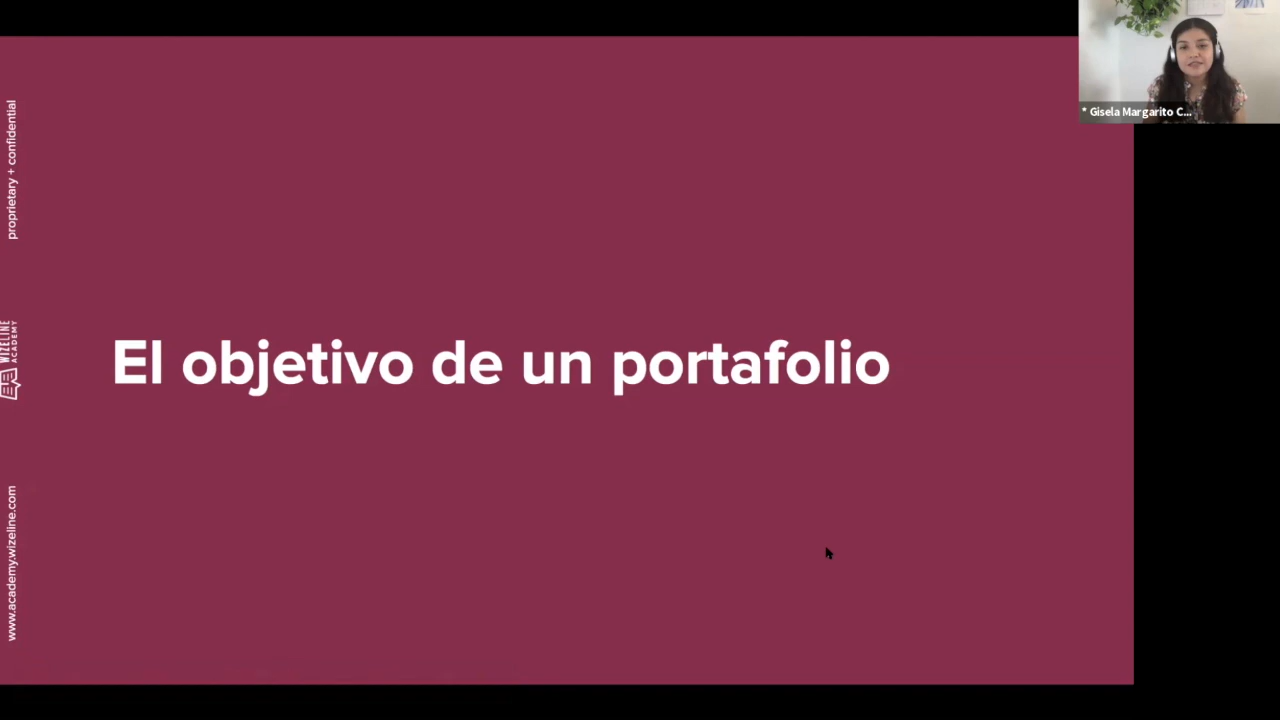 proprietary + confidential
WIZELINE
ACADEMY
www.academy.wizeline.com
El objetivo de un portafolio
* Gisela Margarito C...